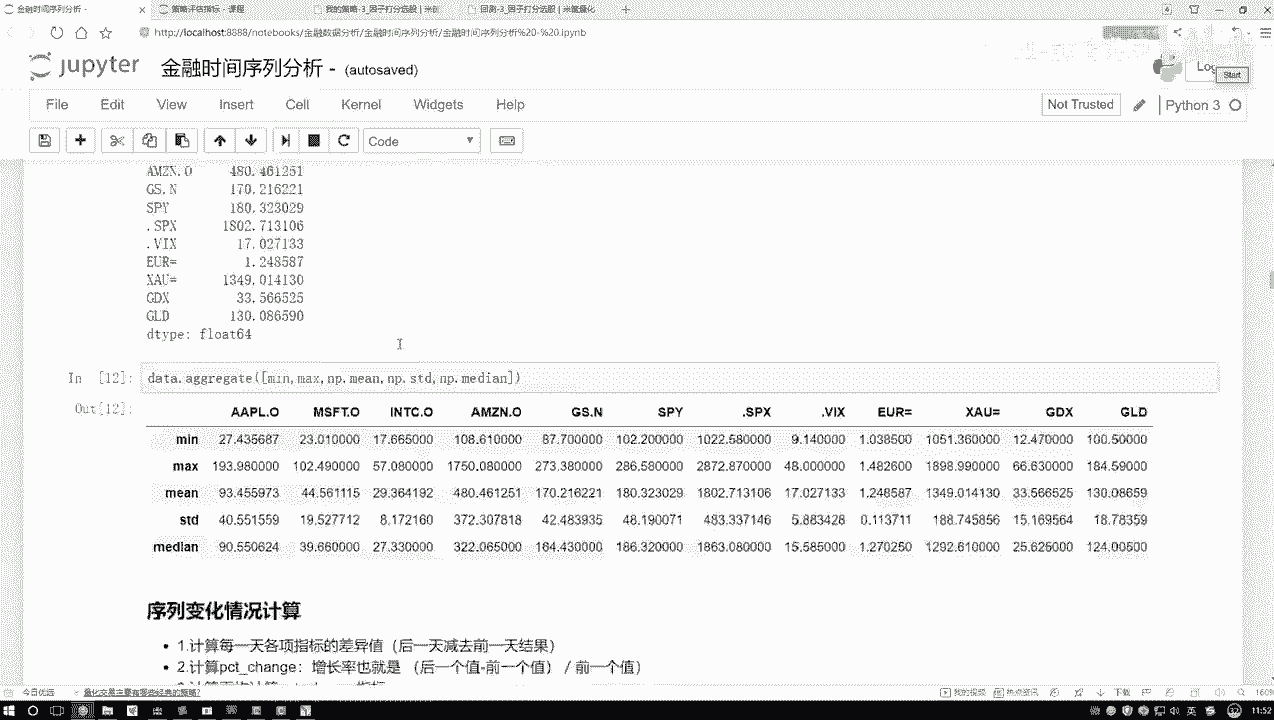 金融时间序列分析 -
策略评估指标 - 课程
我的策略-3_因子打分选股 | 米
回测-3_因子打分选股 | 米筐量化
http://localhost:8888/notebooks/金融数据分析/金融时间序列分析/金融时间序列分析%20-%20.ipynb
jupyter 金融时间序列分析 - (autosaved)
Start
File Edit View Insert Cell Kernel Widgets Help
Not Trusted Python 3
Code
AMZN.O 480.461251
GS.N 170.216221
SPY 180.323029
.SPX 1802.713106
.VIX 17.027133
EUR= 1.248587
XAU= 1349.014130
GDX 33.566525
GLD 130.086590
dtype: float64
In [12]: data.aggregate([min,max,np.mean,np.std,np.median])
Out[12]:
AAPL.O MSFT.O INTC.O AMZN.O GS.N SPY .SPX .VIX EUR= XAU= GDX GLD
min 27.435687 23.010000 17.665000 108.610000 87.700000 102.200000 1022.580000 9.140000 1.038500 1051.360000 12.470000 100.50000
max 193.980000 102.490000 57.080000 1750.080000 273.380000 286.580000 2872.870000 48.000000 1.482600 1898.990000 66.630000 184.59000
mean 93.455973 44.561115 29.364192 480.461251 170.216221 180.323029 1802.713106 17.027133 1.248587 1349.014130 33.566525 130.08659
std 40.551559 19.527712 8.172160 372.307818 42.483935 48.190071 483.337146 5.883428 0.113711 188.745856 15.169564 18.78359
median 90.550624 39.660000 27.330000 322.065000 164.430000 186.320000 1863.080000 15.585000 1.270250 1292.610000 25.625000 124.00500
序列变化情况计算
1.计算每一天各项指标的差异值（后一天减去前一天结果）
2.计算pct_change：增长率也就是 （后一个值-前一个值）/ 前一个值）
今日优选
量化交易主要有哪些经典的策略?
我的视频
热点资讯
下载
160%
英
32
11:52